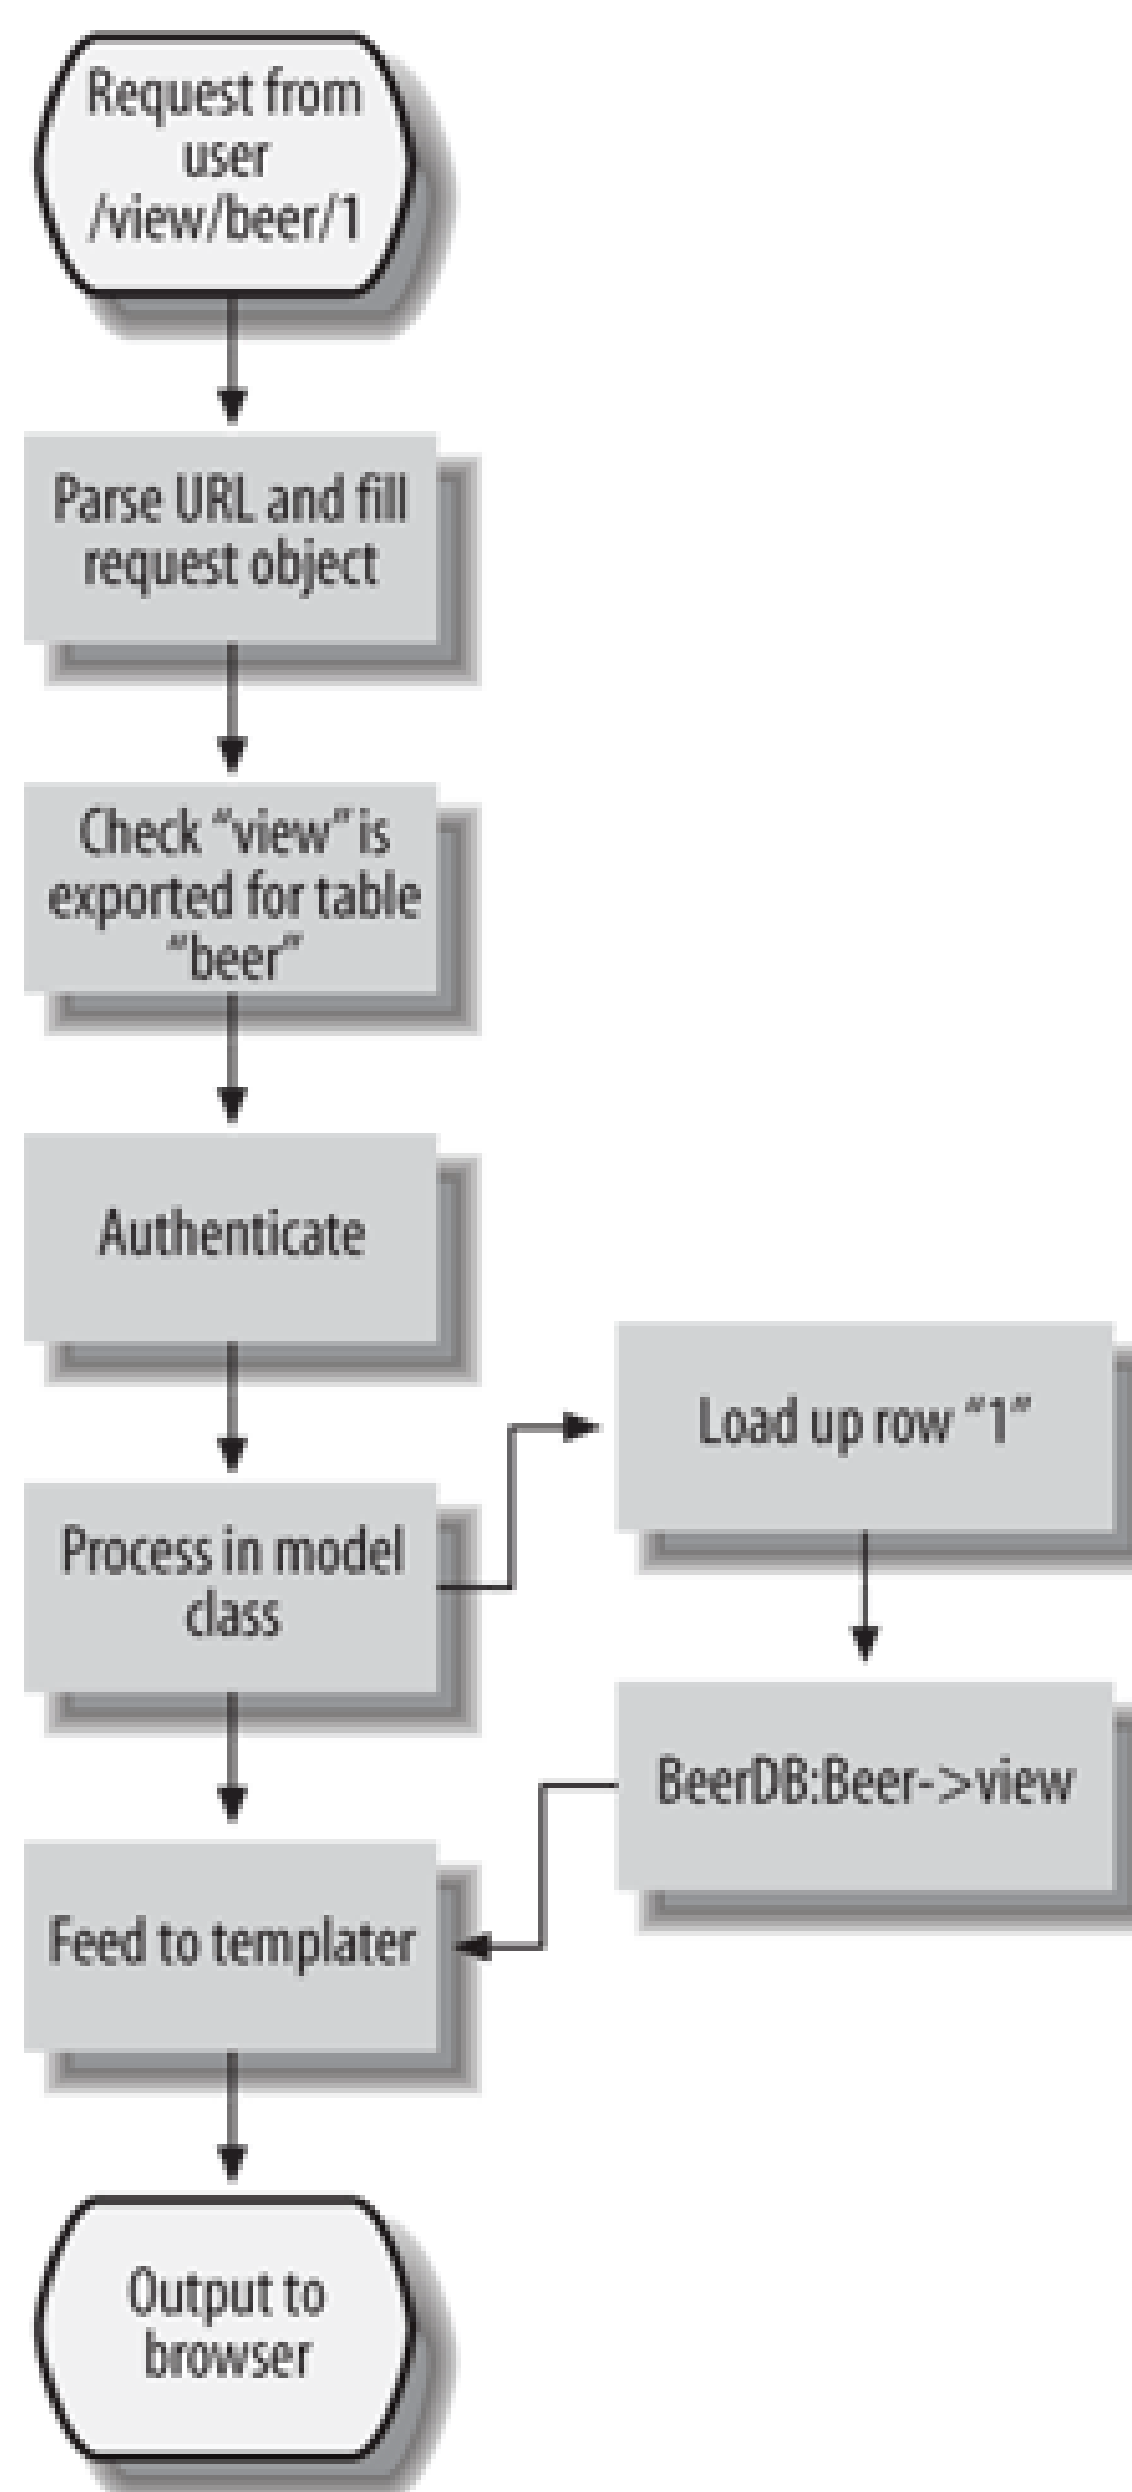 Request from
user
/view/beer/1
Parse URL and fill
request object
Check “view” is
exported for table
“beer”
Authenticate
Load up row “1”
Process in model
class
BeerDB:Beer->view
Feed to templater
Output to
browser